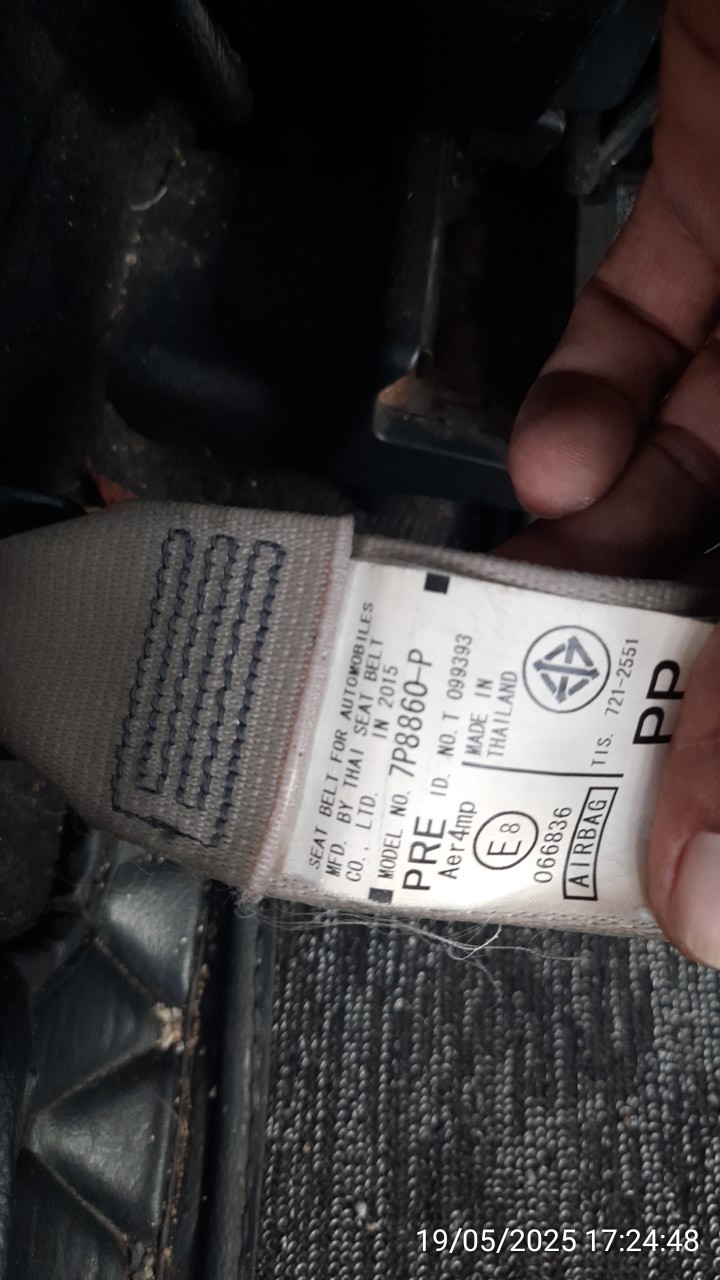 SEAT BELT FOR AUTOMOBILES
MFD. BY THAI SEAT BELT
CO., LTD. IN 2015
MODEL NO. 7P8860-P
PRE ID. NO.T 099393
Aer4mp
MADE IN
THAILAND
E8
066836
AIRBAG
TIS. 721-2551
PP
19/05/2025 17:24:48